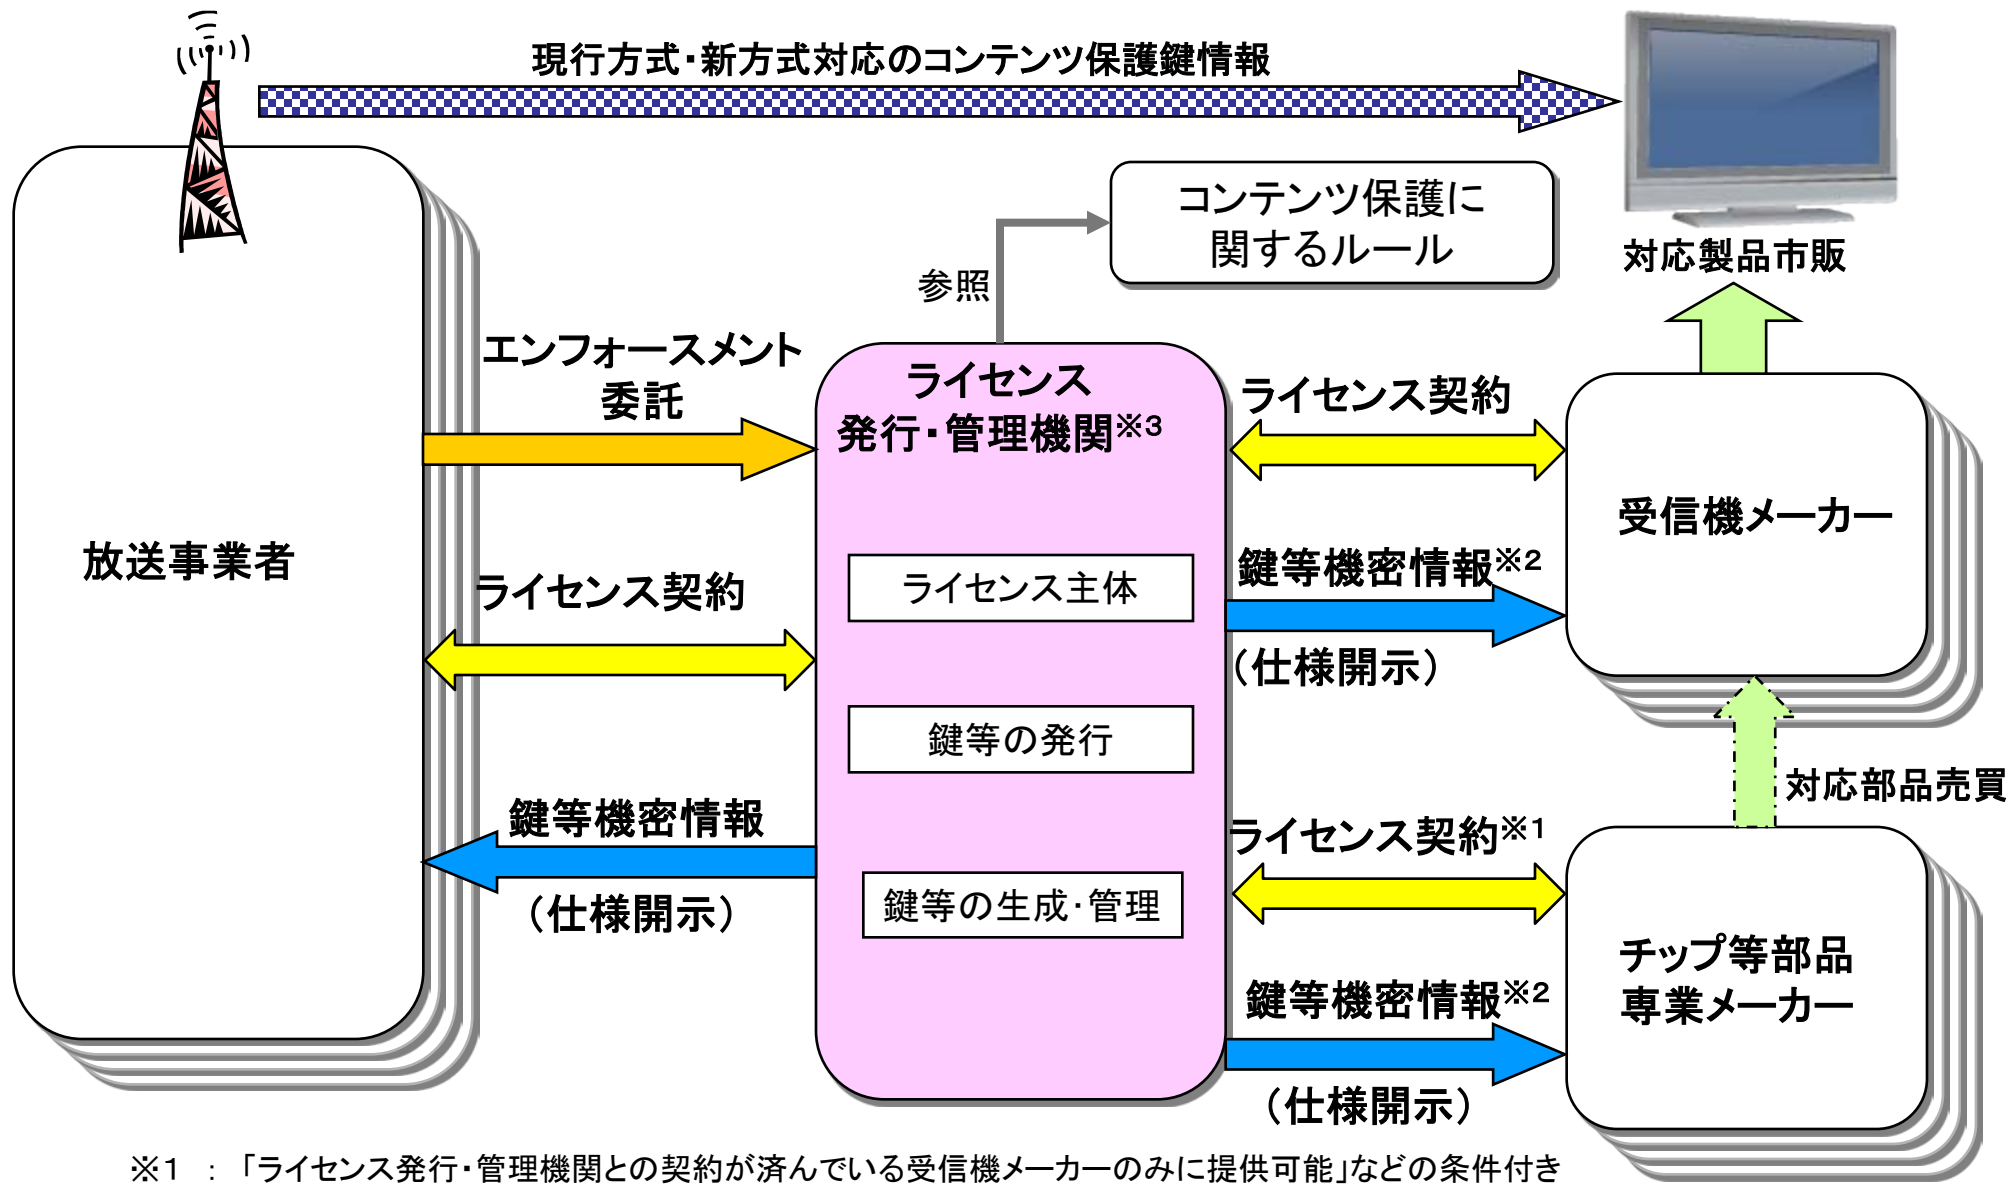 現行方式・新方式対応のコンテンツ保護鍵情報
コンテンツ保護に
関するルール
対応製品市販
参照
エンフォースメント
委託
ライセンス
発行・管理機関※3
ライセンス契約
受信機メーカー
放送事業者
ライセンス契約
ライセンス主体
鍵等機密情報※2
（仕様開示）
鍵等の発行
対応部品売買
鍵等機密情報
（仕様開示）
鍵等の生成・管理
ライセンス契約※1
チップ等部品
専業メーカー
鍵等機密情報※2
（仕様開示）
※1 : 「ライセンス発行・管理機関との契約が済んでいる受信機メーカーのみに提供可能」などの条件付き